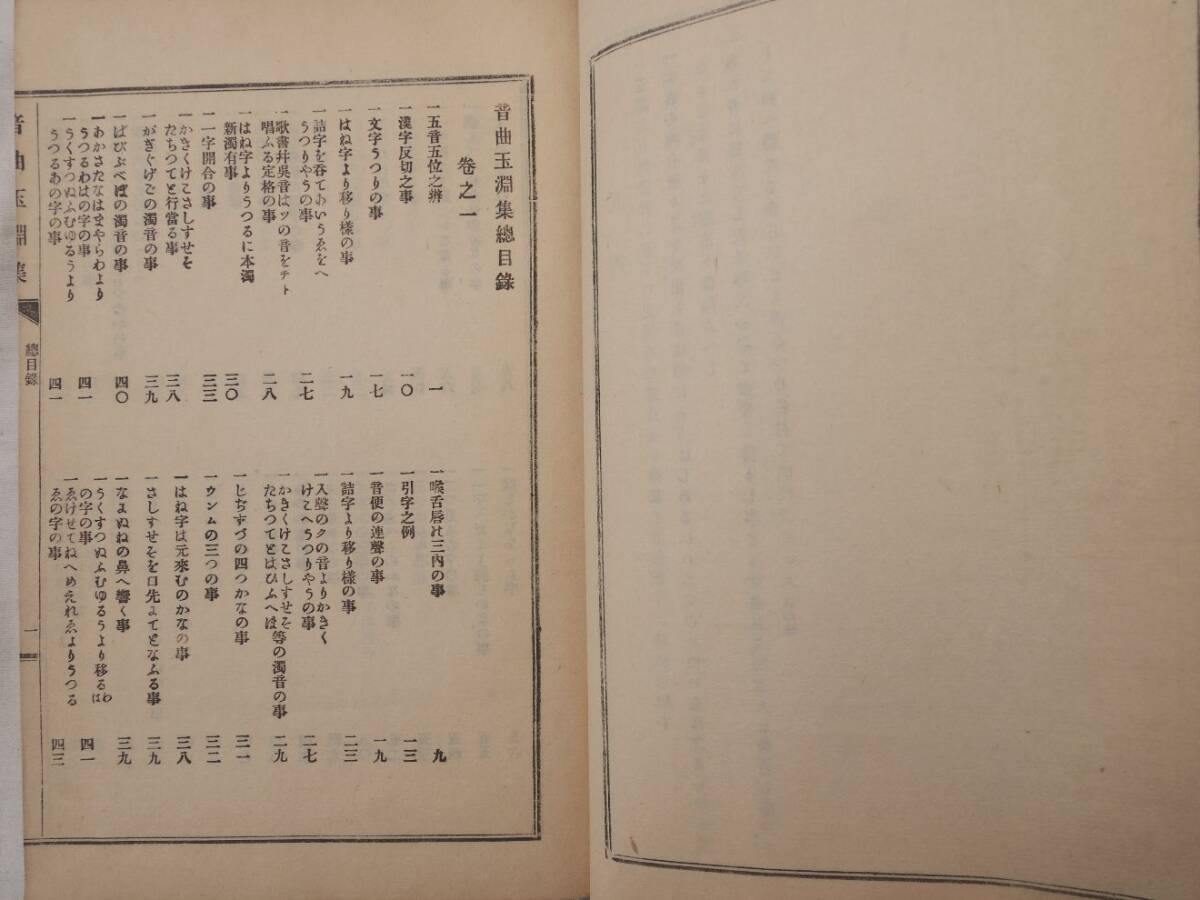 音曲玉淵集總目錄
卷之一
一五音五位之辨 一
一喉舌唇の三內の事 九
一漢字反切之事 一〇
一引字之例 一三
一文字うつりの事 一七
一音便の連聲の事 一九
一はね字より移り樣の事 一九
一詰字より移り樣の事 二三
一詰字を呑てあいうゑをへ
うつりやうの事 二七
一入聲のクの音よりかきく
けこへうつりやうの事 二七
一歌書幷吳音はツの音をチト
唱ふる定格の事 二八
一かきくけこさしすせそ
たちつてとはひふへほ等の濁音の事 二九
一はね字よりうつるに本濁
新濁有事 三〇
一じぢずづの四つかなの事 三一
一一字開合の事 三三
一ウンムの三つの事 三二
一かきくけこさしすせそ
たちつてと行當る事 三八
一はね字は元來むのかなの事 三八
一がぎぐげごの濁音の事 三九
一さしすせそを口先にてとなふる事 三九
一ばびぶべぼの濁音の事 四〇
一なまぬねの鼻へ響く事 三九
一あかさたなはまやらわより
うつるわはの字の事 四一
一うくすつぬふむゆるうより移るわは
の字の事 四一
一うくすつぬふむゆるうより
うつるあの字の事 四一
一ゑけせてねへめえれゑよりうつる
ゑの字の事 四三
音曲玉淵集
總目錄
一